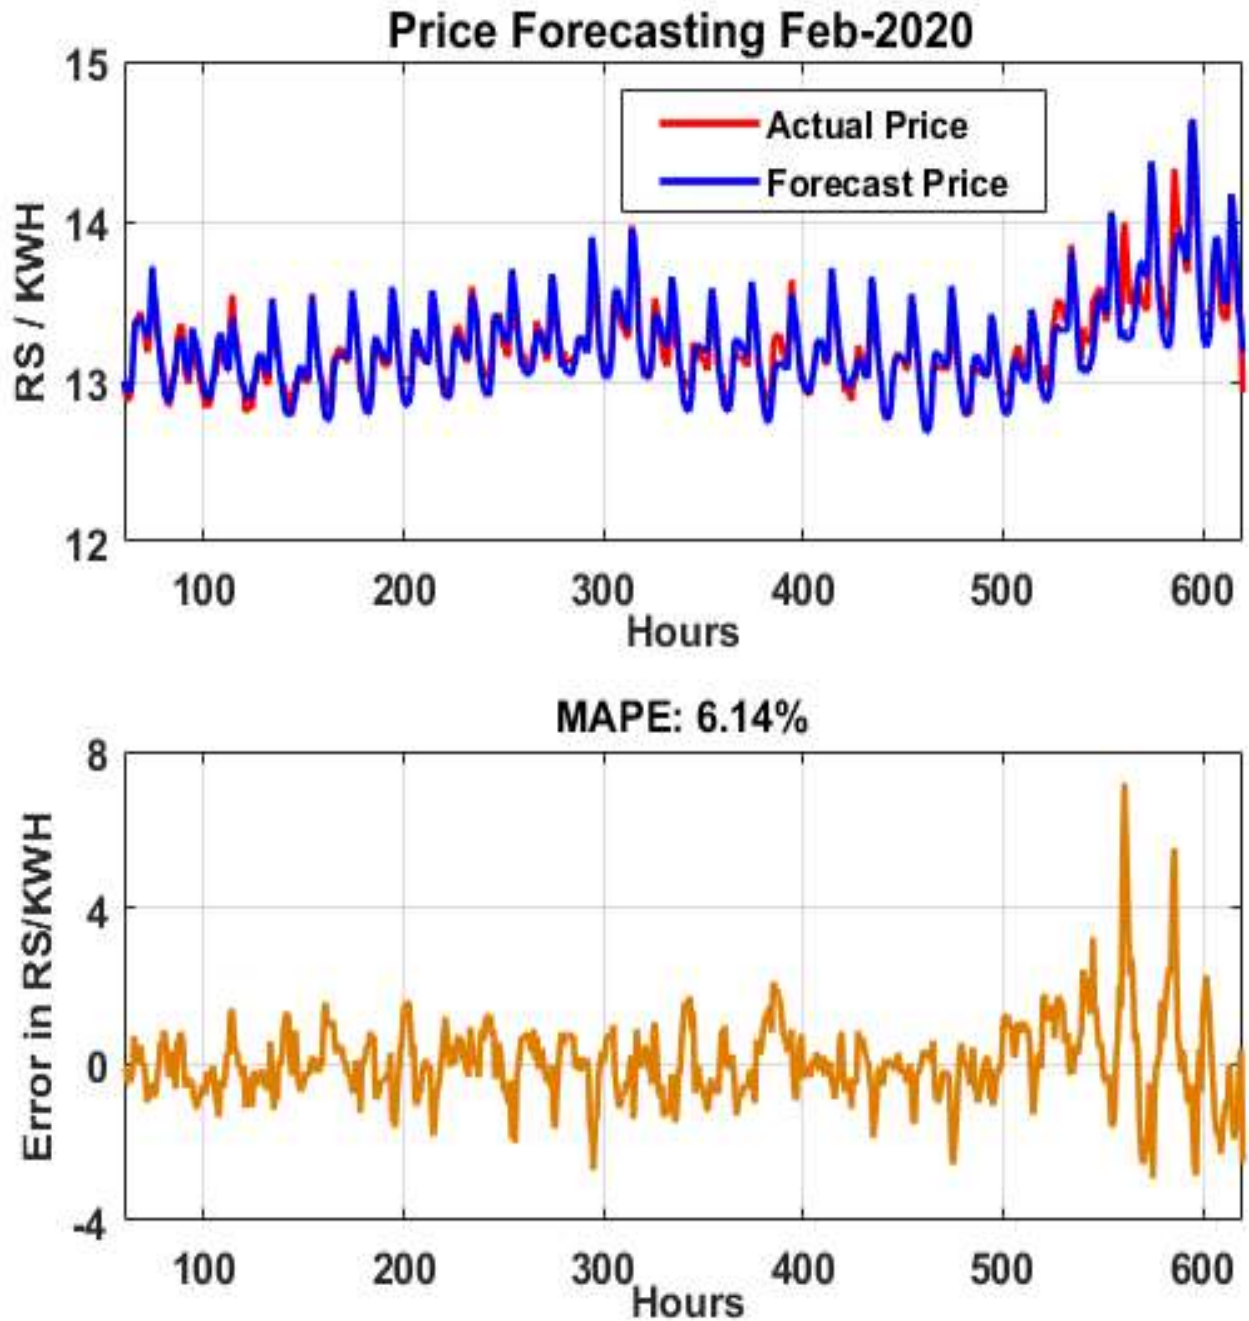 Price Forecasting Feb-2020
15
14
13
12
RS / KWH
Actual Price
Forecast Price
100 200 300 400 500 600
Hours
MAPE: 6.14%
8
4
0
-4
Error in RS/KWH
100 200 300 400 500 600
Hours